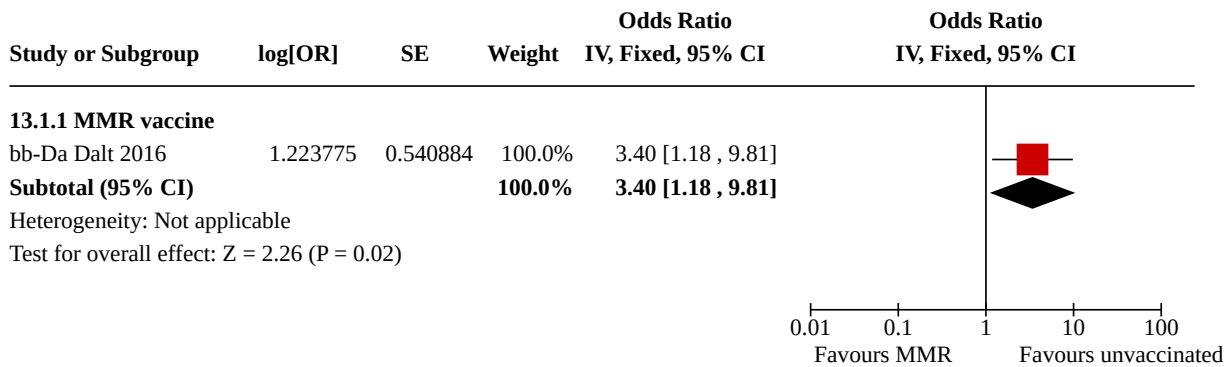 Odds Ratio Odds Ratio
Study or Subgroup log[OR] SE Weight IV, Fixed, 95% CI IV, Fixed, 95% CI
13.1.1 MMR vaccine
bb-Da Dalt 2016 1.223775 0.540884 100.0% 3.40 [1.18 , 9.81]
Subtotal (95% CI) 100.0% 3.40 [1.18 , 9.81]
Heterogeneity: Not applicable
Test for overall effect: Z = 2.26 (P = 0.02)
0.01 0.1 1 10 100
Favours MMR Favours unvaccinated